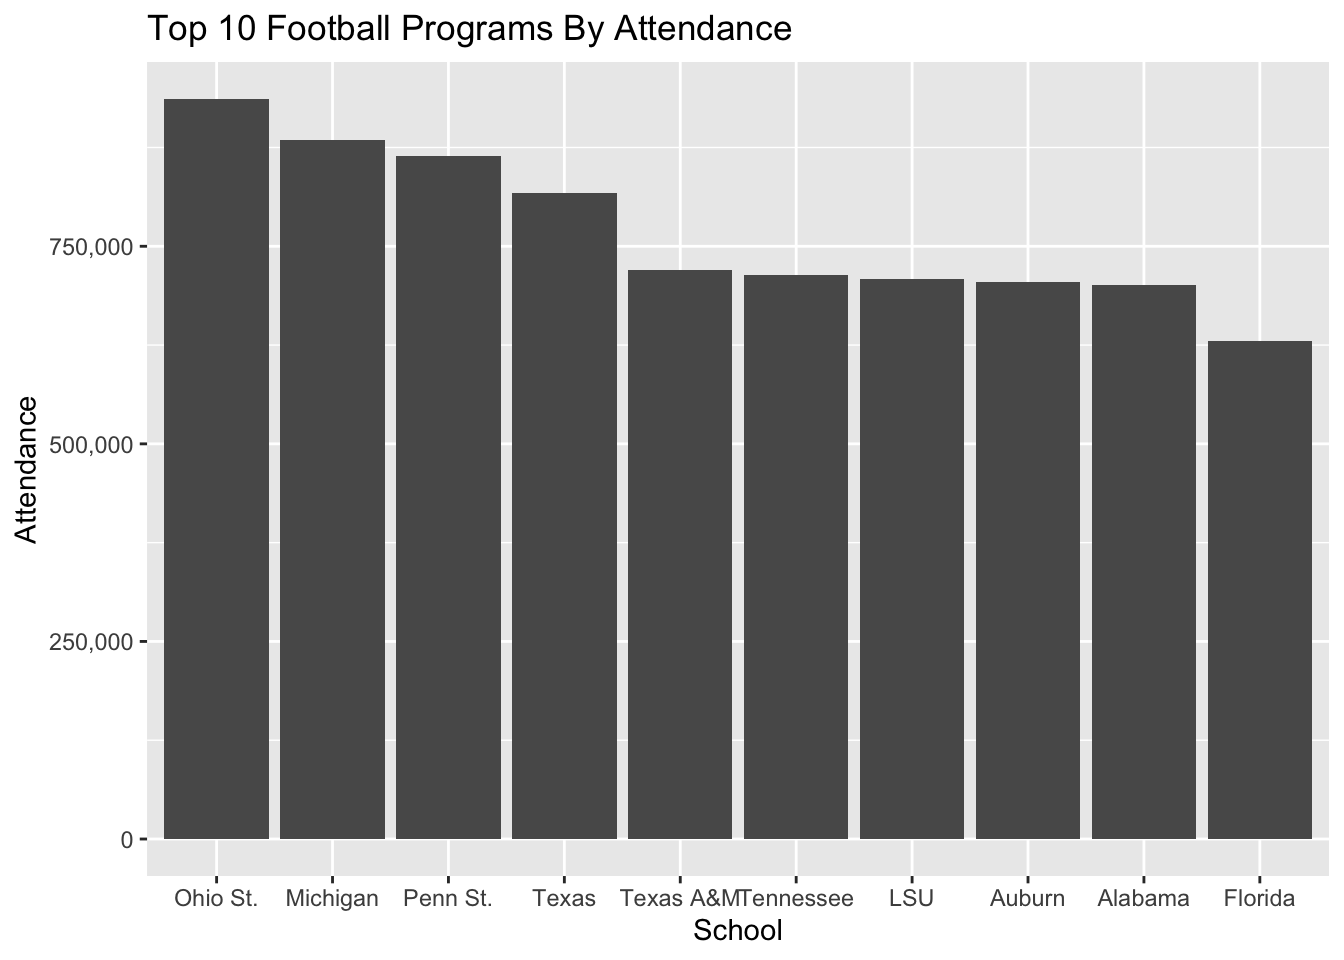 Top 10 Football Programs By Attendance
Attendance
750,000
500,000
250,000
0
Ohio St. Michigan Penn St. Texas Texas A&M Tennessee LSU Auburn Alabama Florida
School